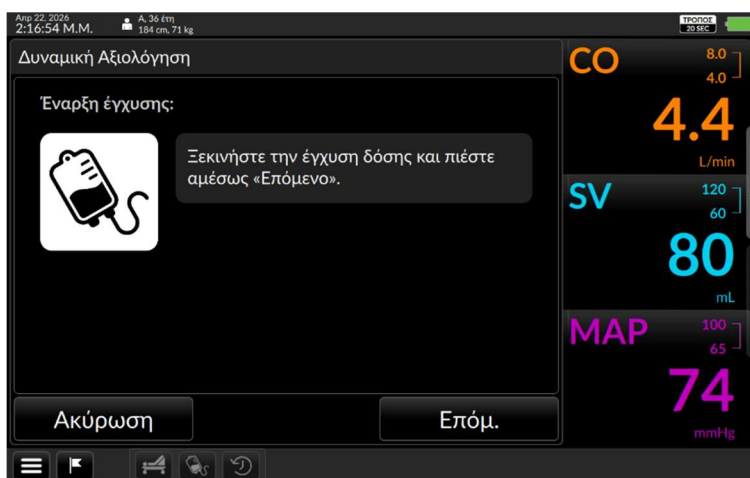 Απρ 22, 2026
2:16:54 Μ.Μ.
Α, 36 έτη
184 cm, 71 kg
ΤΡΟΠΟΣ
20 SEC
Δυναμική Αξιολόγηση
Έναρξη έγχυσης:
Ξεκινήστε την έγχυση δόσης και πιέστε
αμέσως «Επόμενο».
Ακύρωση
Επόμ.
CO
8.0
4.0
4.4
L/min
SV
120
60
80
mL
MAP
100
65
74
mmHg